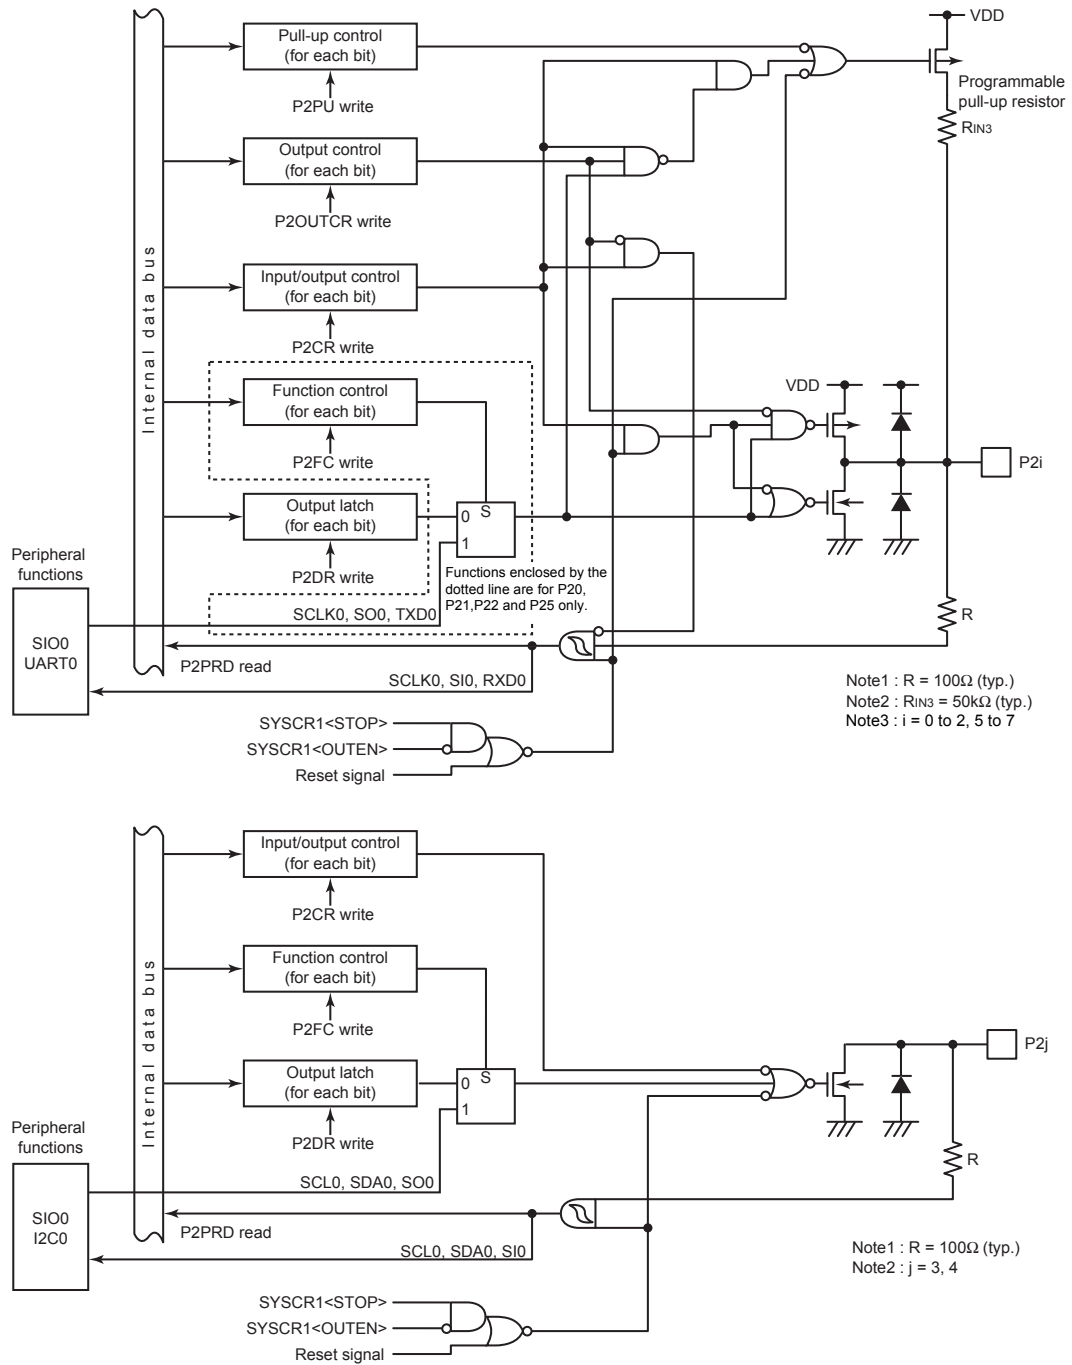 VDD
Pull-up control
(for each bit)
P2PU write
Programmable
pull-up resistor
RIN3
Output control
(for each bit)
P2OUTCR write
Internal data bus
Input/output control
(for each bit)
P2CR write
Function control
(for each bit)
P2FC write
VDD
P2i
Output latch
(for each bit)
P2DR write
0 S
1
Functions enclosed by the
dotted line are for P20,
P21,P22 and P25 only.
Peripheral
functions
SIO0
UART0
SCLK0, SO0, TXD0
R
P2PRD read
SCLK0, SI0, RXD0
Note1 : R = 100Ω (typ.)
Note2 : RIN3 = 50kΩ (typ.)
Note3 : i = 0 to 2, 5 to 7
SYSCR1<STOP>
SYSCR1<OUTEN>
Reset signal
Input/output control
(for each bit)
P2CR write
Internal data bus
Function control
(for each bit)
P2FC write
P2j
Output latch
(for each bit)
P2DR write
0 S
1
Peripheral
functions
SIO0
I2C0
SCL0, SDA0, SO0
R
P2PRD read
SCL0, SDA0, SI0
Note1 : R = 100Ω (typ.)
Note2 : j = 3, 4
SYSCR1<STOP>
SYSCR1<OUTEN>
Reset signal